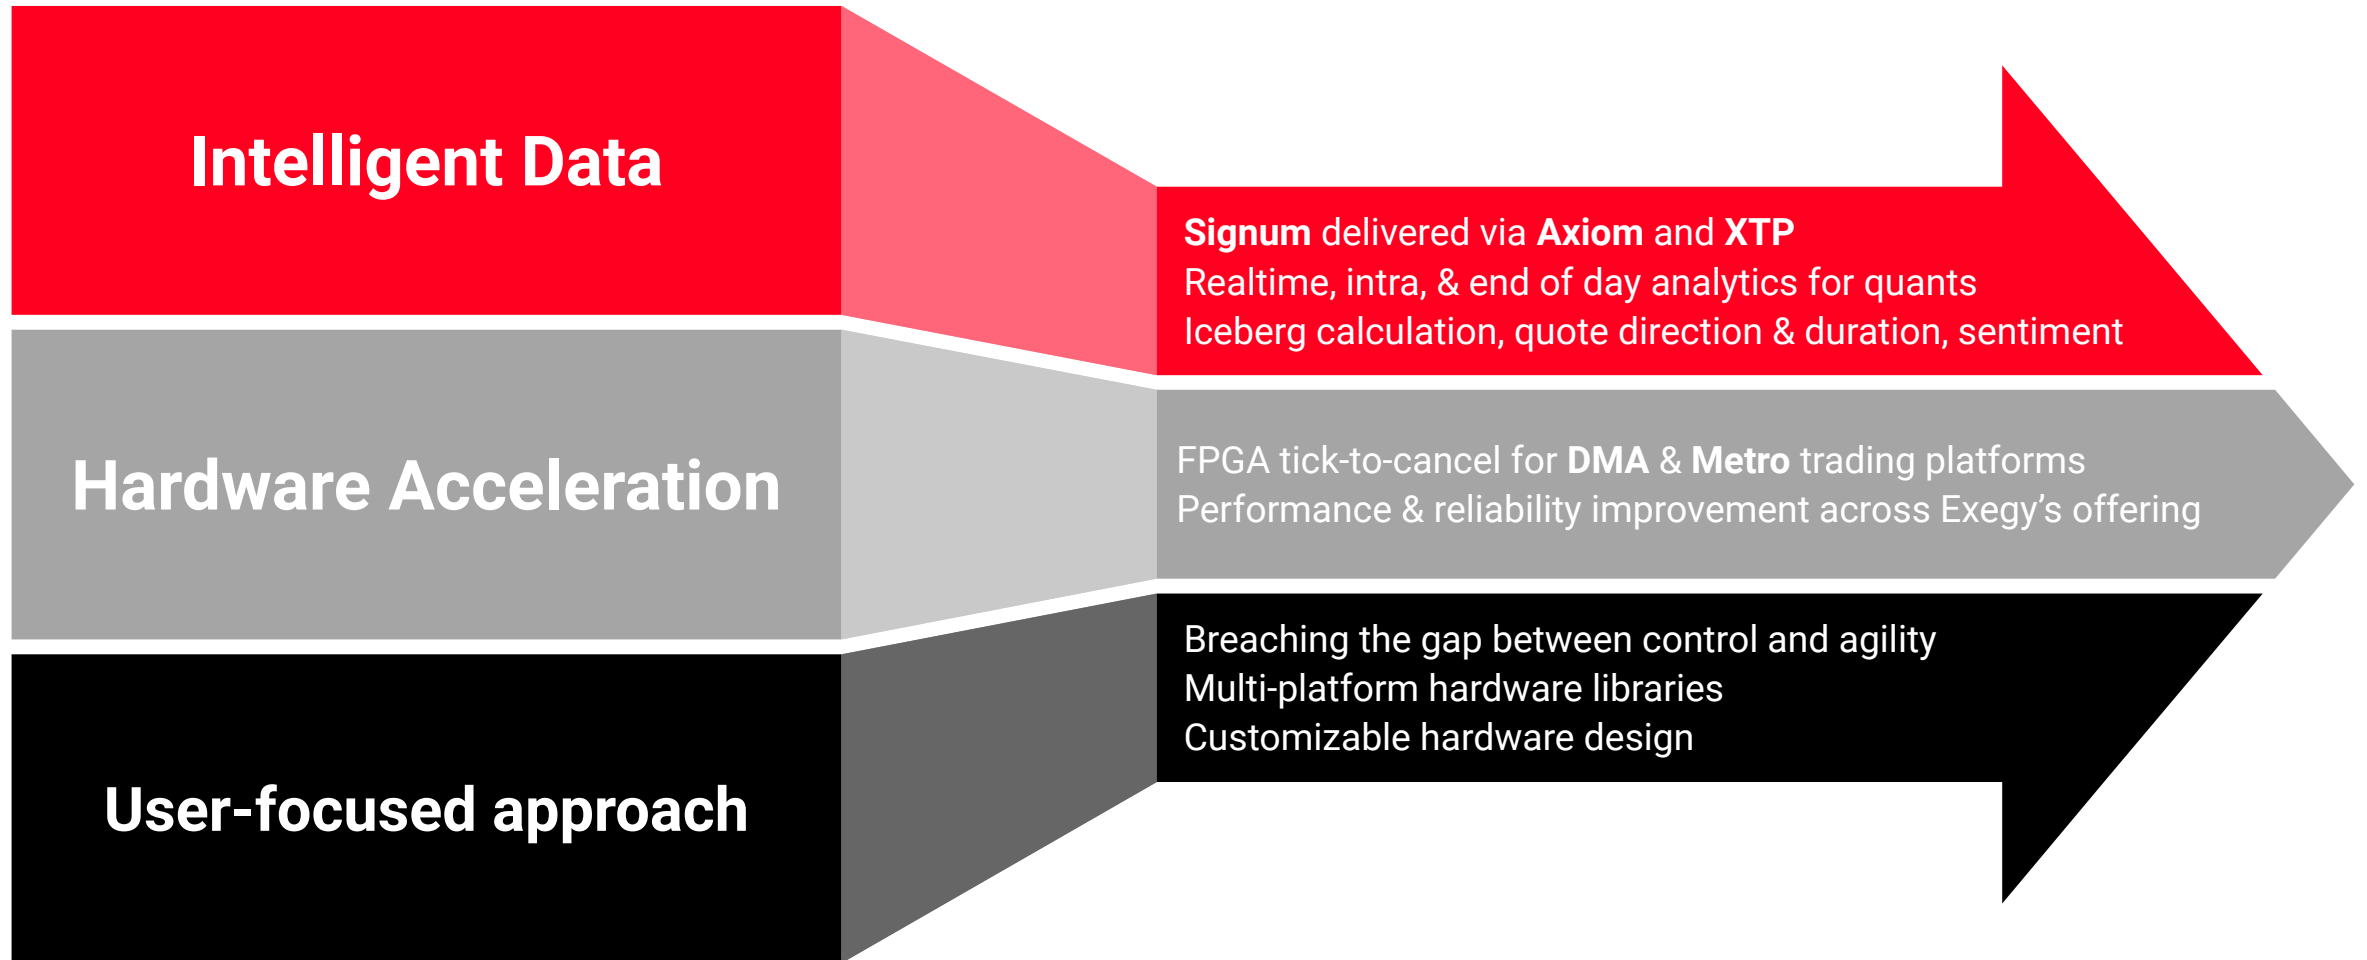 Intelligent Data
Signum delivered via Axiom and XTP
Realtime, intra, & end of day analytics for quants
Iceberg calculation, quote direction & duration, sentiment
Hardware Acceleration
FPGA tick-to-cancel for DMA & Metro trading platforms
Performance & reliability improvement across Exegy’s offering
User-focused approach
Breaching the gap between control and agility
Multi-platform hardware libraries
Customizable hardware design